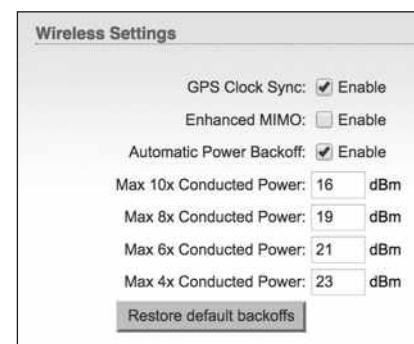 Wireless Settings
GPS Clock Sync: Enable
Enhanced MIMO: Enable
Automatic Power Backoff: Enable
Max 10x Conducted Power: 16 dBm
Max 8x Conducted Power: 19 dBm
Max 6x Conducted Power: 21 dBm
Max 4x Conducted Power: 23 dBm
Restore default backoffs